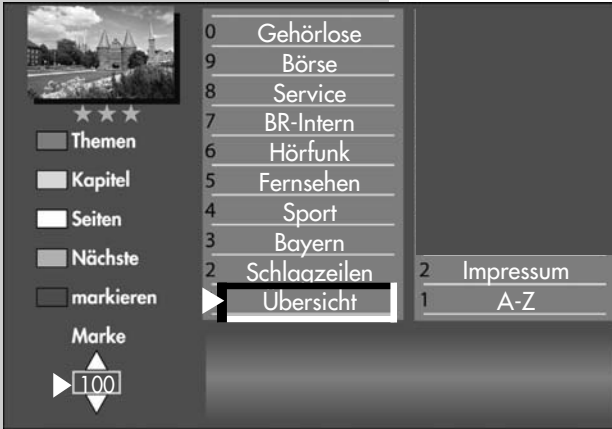 0 Gehörlose
9 Börse
8 Service
7 BR-Intern
6 Hörfunk
5 Fernsehen
4 Sport
3 Bayern
2 Schlagzeilen
Übersicht
2 Impressum
1 A-Z
Themen
Kapitel
Seiten
Nächste
markieren
Marke
100